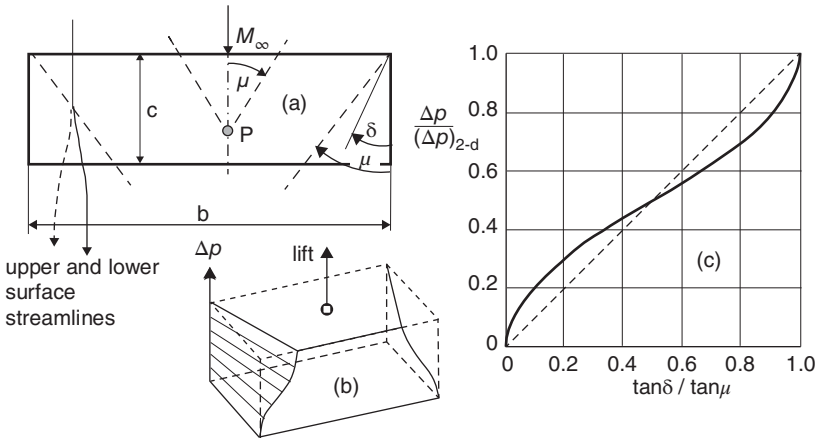 M∞
μ
(a)
c
P
δ
μ
b
upper and lower
surface
streamlines
Δp
lift
(b)
Δp
(Δp)2-d
1.0
0.8
0.6
0.4
0.2
0
(c)
0 0.2 0.4 0.6 0.8 1.0
tanδ / tanμ